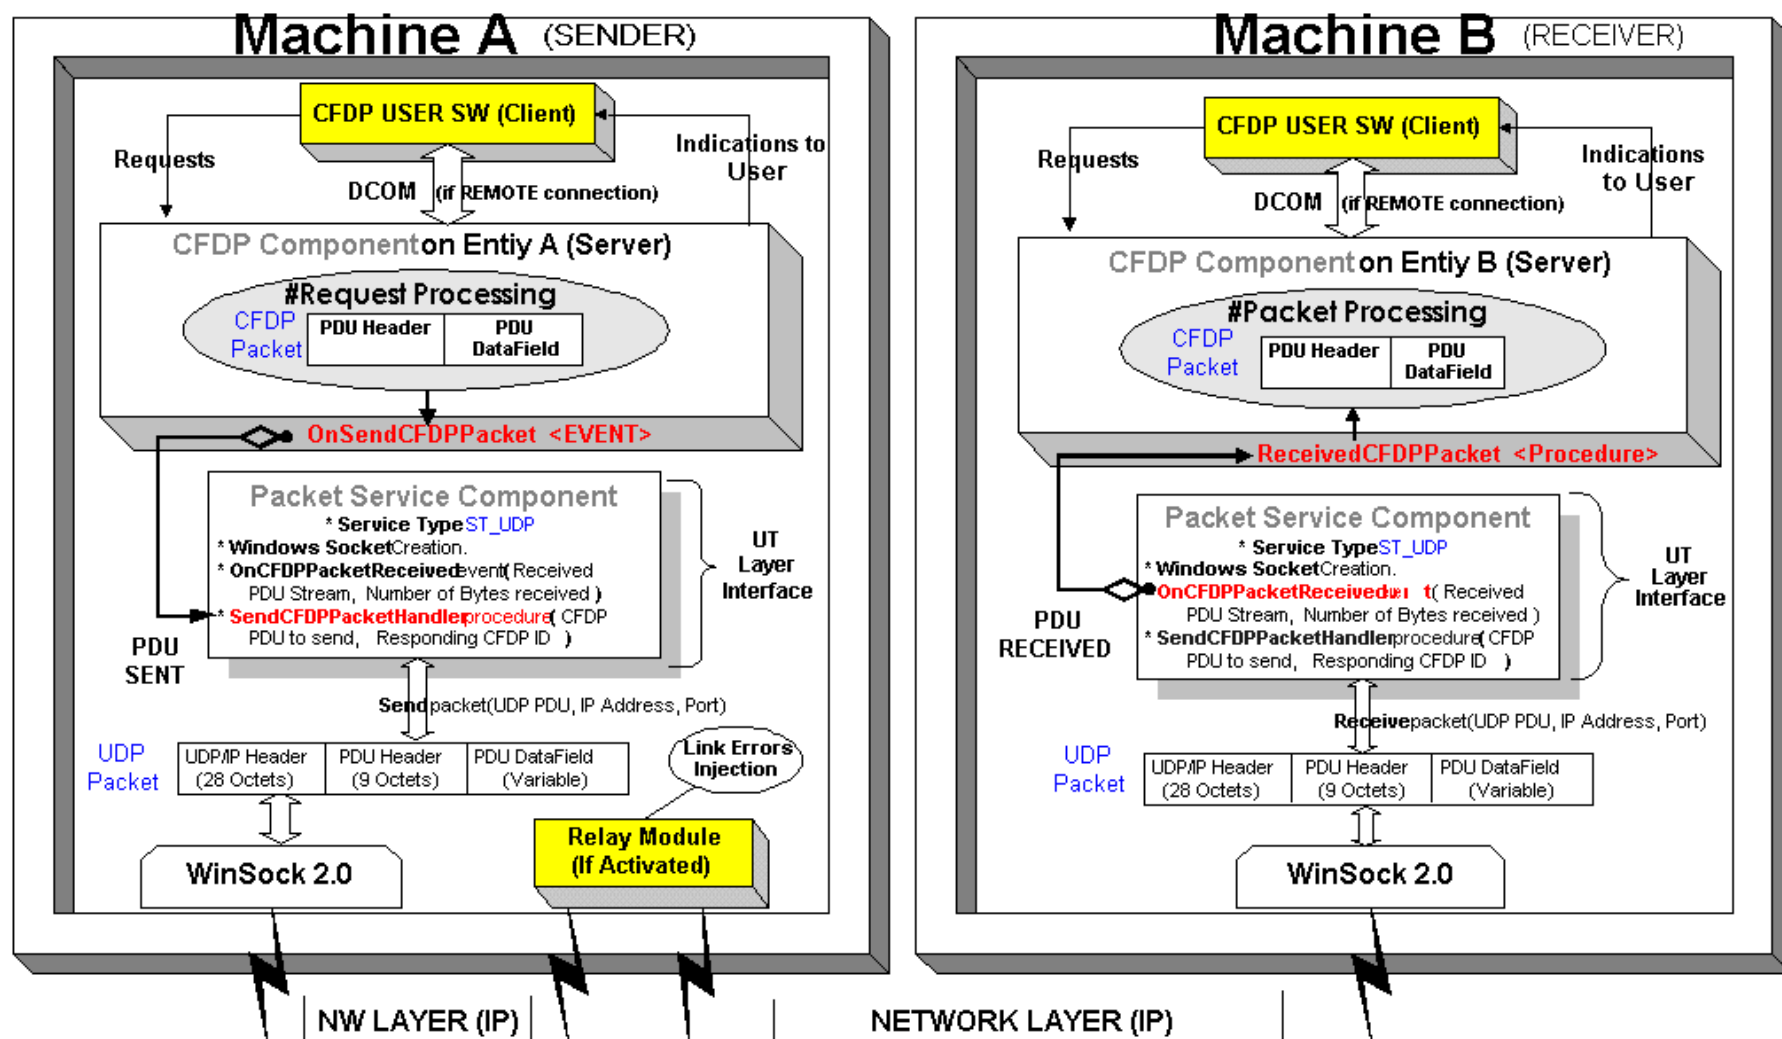 Machine A (SENDER)
CFDP USER SW (Client)
Requests
Indications to
User
DCOM (if REMOTE connection)
CFDP Component on Entiy A (Server)
#Request Processing
CFDP
Packet
PDU Header
PDU
DataField
OnSendCFDPPacket <EVENT>
Packet Service Component
* Service Type ST_UDP
* Windows Socket Creation.
* OnCFDPPacketReceived event( Received
PDU Stream, Number of Bytes received )
* SendCFDPPacketHandler procedure( CFDP
PDU to send, Responding CFDP ID )
UT
Layer
Interface
PDU
SENT
Send packet(UDP PDU, IP Address, Port)
UDP
Packet
UDP/IP Header
(28 Octets)
PDU Header
(9 Octets)
PDU DataField
(Variable)
Link Errors
Injection
Relay Module
(If Activated)
WinSock 2.0
NW LAYER (IP)
Machine B (RECEIVER)
CFDP USER SW (Client)
Requests
Indications
to User
DCOM (if REMOTE connection)
CFDP Component on Entiy B (Server)
#Packet Processing
CFDP
Packet
PDU Header
PDU
DataField
ReceivedCFDPPacket <Procedure>
Packet Service Component
* Service Type ST_UDP
* Windows Socket Creation.
OnCFDPPacketReceived ( Received
PDU Stream, Number of Bytes received )
* SendCFDPPacketHandler procedure( CFDP
PDU to send, Responding CFDP ID )
UT
Layer
Interface
PDU
RECEIVED
Receive packet(UDP PDU, IP Address, Port)
UDP
Packet
UDP/IP Header
(28 Octets)
PDU Header
(9 Octets)
PDU DataField
(Variable)
WinSock 2.0
NETWORK LAYER (IP)